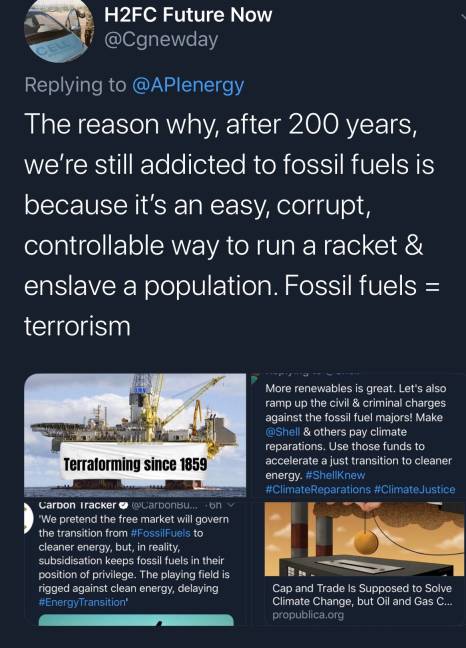 H2FC Future Now
@Cgnewday
CELL
Replying to @APIenergy
The reason why, after 200 years,
we're still addicted to fossil fuels is
because it's an easy, corrupt,
controllable way to run a racket &
enslave a population. Fossil fuels =
terrorism
Terraforming since 1859
More renewables is great. Let's also
ramp up the civil & criminal charges
against the fossil fuel majors! Make
@Shell & others pay climate
reparations. Use those funds to
accelerate a just transition to cleaner
energy. #ShellKnew
#ClimateReparations #ClimateJustice
Carbon Tracker @CarbonBu... · 6h
'We pretend the free market will govern
the transition from #FossilFuels to
cleaner energy, but, in reality,
subsidisation keeps fossil fuels in their
position of privilege. The playing field is
rigged against clean energy, delaying
#EnergyTransition'
Cap and Trade Is Supposed to Solve
Climate Change, but Oil and Gas C...
propublica.org